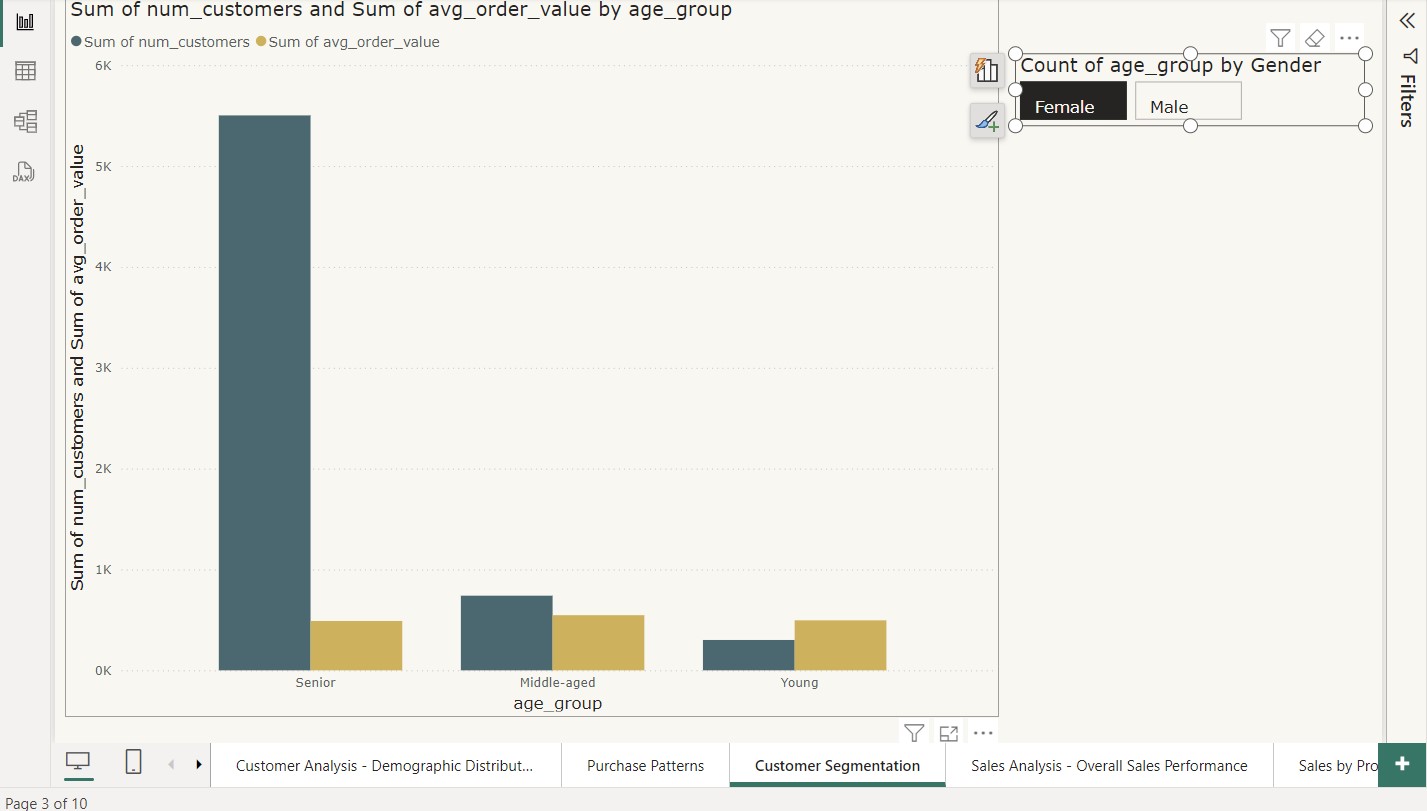 Sum of num_customers and Sum of avg_order_value by age_group
Sum of num_customers Sum of avg_order_value
Sum of num_customers and Sum of avg_order_value
6K
5K
4K
3K
2K
1K
0K
Senior Middle-aged Young
age_group
Count of age_group by Gender
Female Male
Filters
DAX
Customer Analysis - Demographic Distribut... Purchase Patterns Customer Segmentation Sales Analysis - Overall Sales Performance Sales by Pro
Page 3 of 10